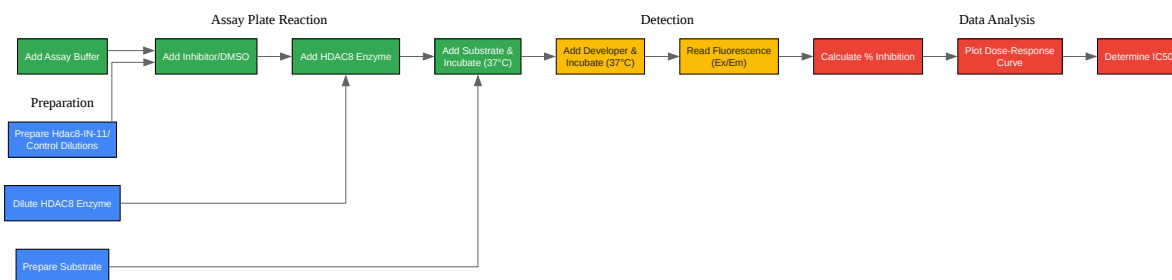 Assay Plate Reaction
Detection
Data Analysis
Add Assay Buffer
Add Inhibitor/DMSO
Add HDAC8 Enzyme
Add Substrate &
Incubate (37°C)
Add Developer &
Incubate (37°C)
Read Fluorescence
(Ex/Em)
Calculate % Inhibition
Plot Dose-Response
Curve
Determine IC50
Preparation
Prepare Hdac8-IN-11/
Control Dilutions
Dilute HDAC8 Enzyme
Prepare Substrate